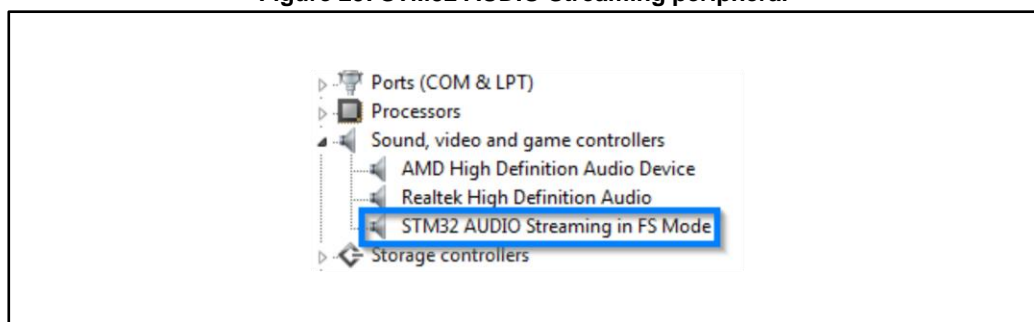 Ports (COM & LPT)
Processors
Sound, video and game controllers
AMD High Definition Audio Device
Realtek High Definition Audio
STM32 AUDIO Streaming in FS Mode
Storage controllers